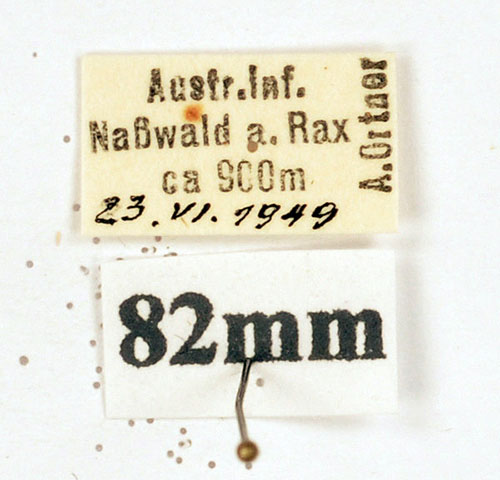 Austr.Inf.
Naßwald a. Rax
ca 900m
23.VI.1949
A.Ortner
82mm